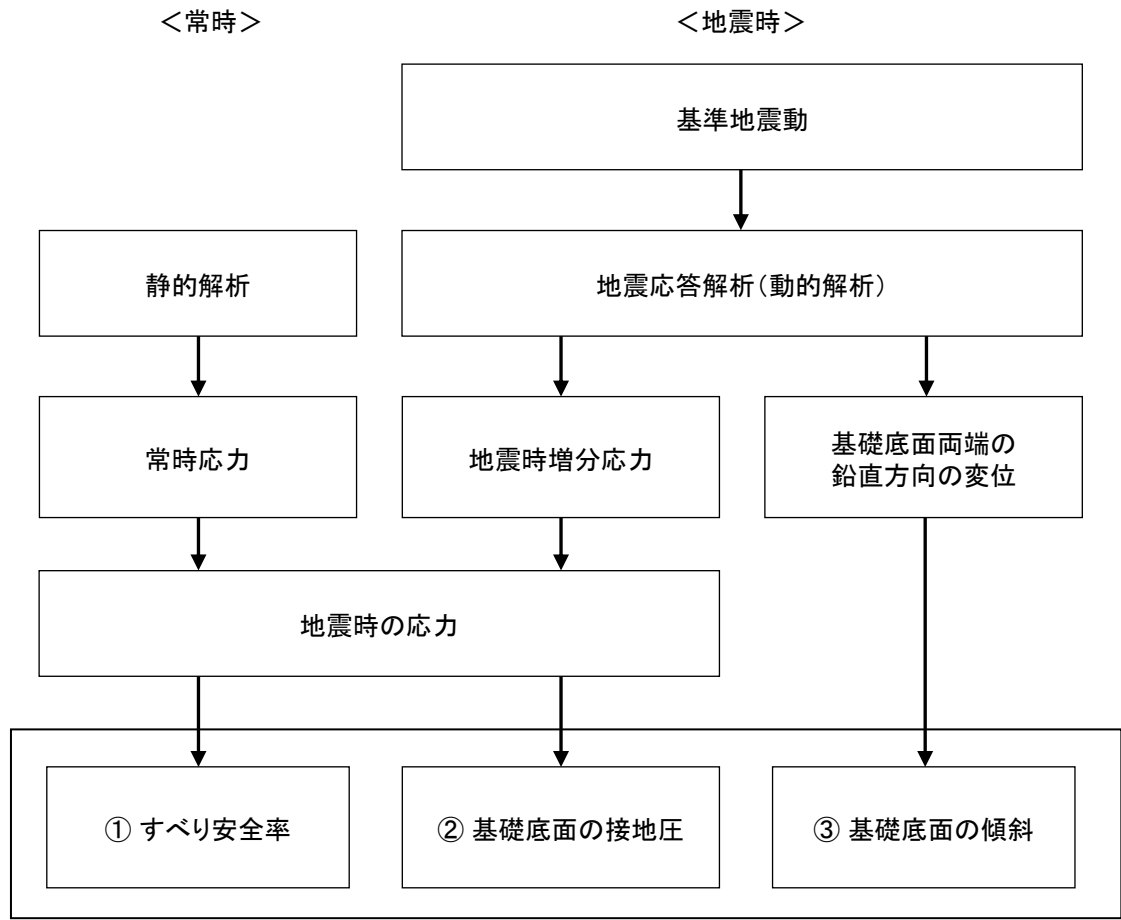 ＜常時＞
＜地震時＞
基準地震動
静的解析
地震応答解析（動的解析）
常時応力
地震時増分応力
基礎底面両端の
鉛直方向の変位
地震時の応力
① すべり安全率
② 基礎底面の接地圧
③ 基礎底面の傾斜